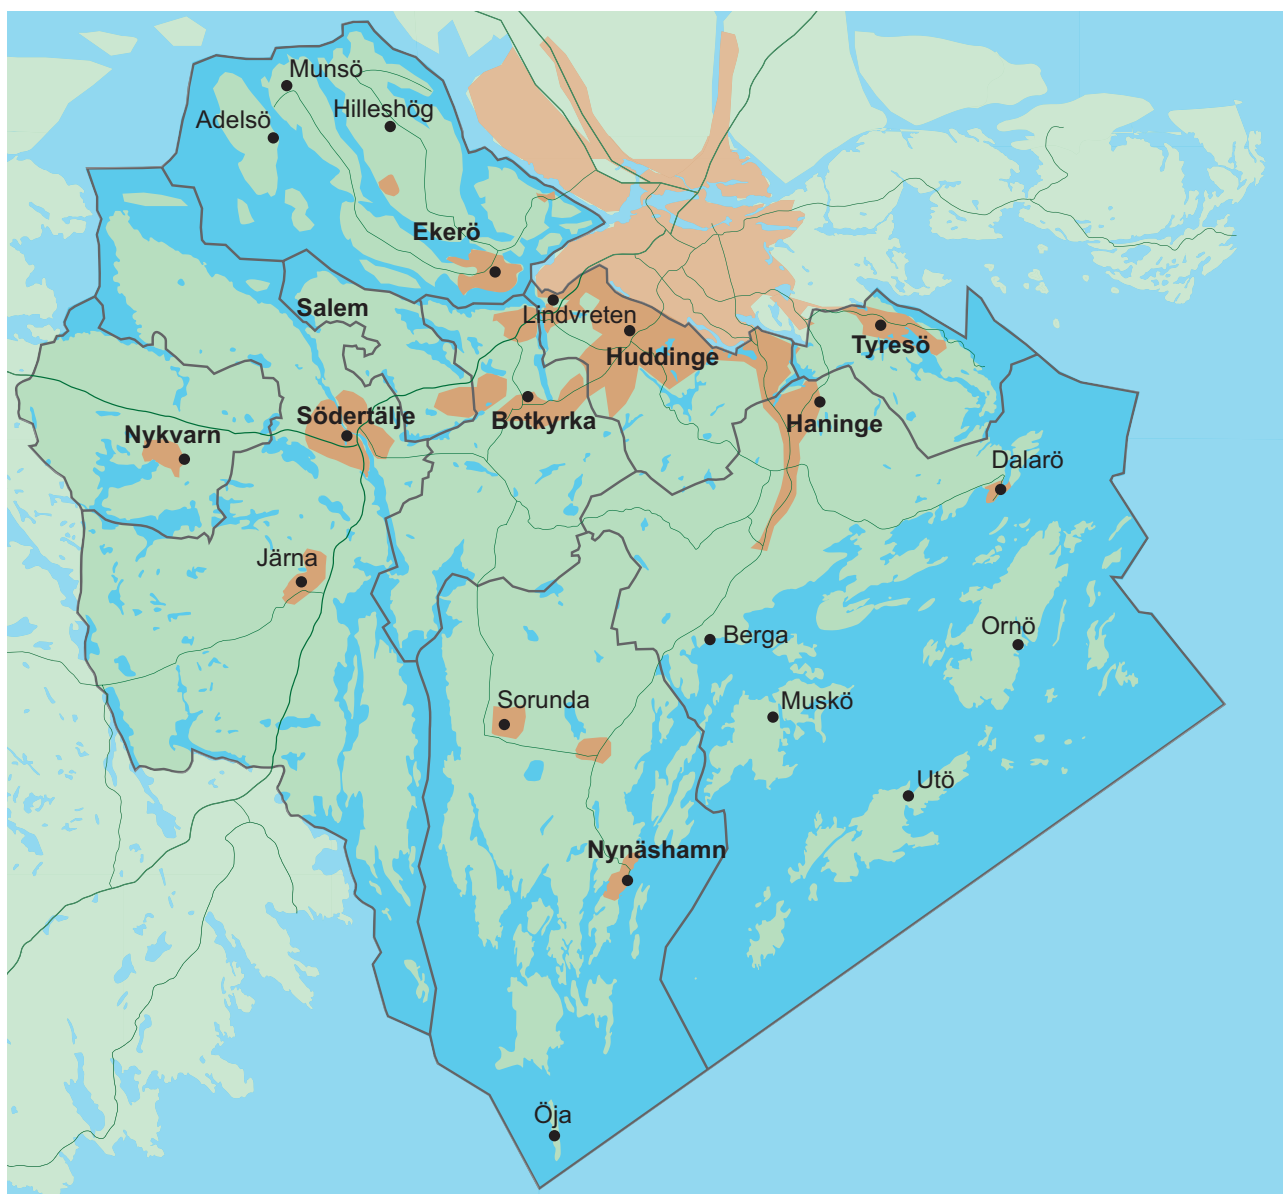 Munsö
Hilleshög
Adelsö
Ekerö
Salem
Lindvreten
Tyresö
Huddinge
Botkyrka
Södertälje
Haninge
Nykvarn
Dalarö
Järna
Ornö
Berga
Sorunda
Muskö
Utö
Nynäshamn
Öja